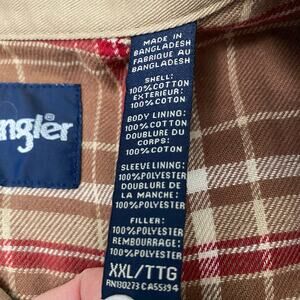 ngler
MADE IN
BANGLADESH
FABRIQUE AU
BANGLADESH
SHELL:
100%COTTON
EXTERIEUR:
100%COTON
BODY LINING:
100%COTTON
DOUBLURE DU
CORPS:
100%COTON
SLEEVE LINING:
100%POLYESTER
DOUBLURE DE
LA MANCHE:
100%POLYESTER
FILLER:
100%POLYESTER
REMBOURRAGE:
100%POLYESTER
XXL/TTG
RN130273 CA55394